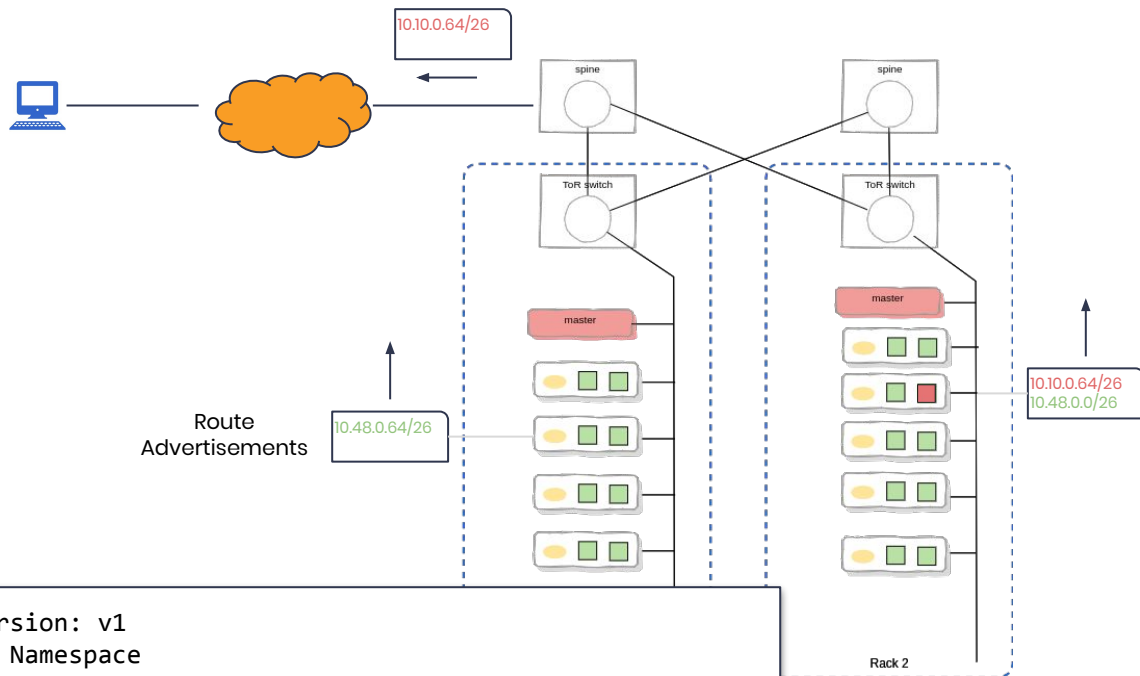 10.10.0.64/26
spine
spine
ToR switch
ToR switch
master
master
10.10.0.64/26
10.48.0.0/26
Route
Advertisements
10.48.0.64/26
rsion: v1
Namespace
Rack 2